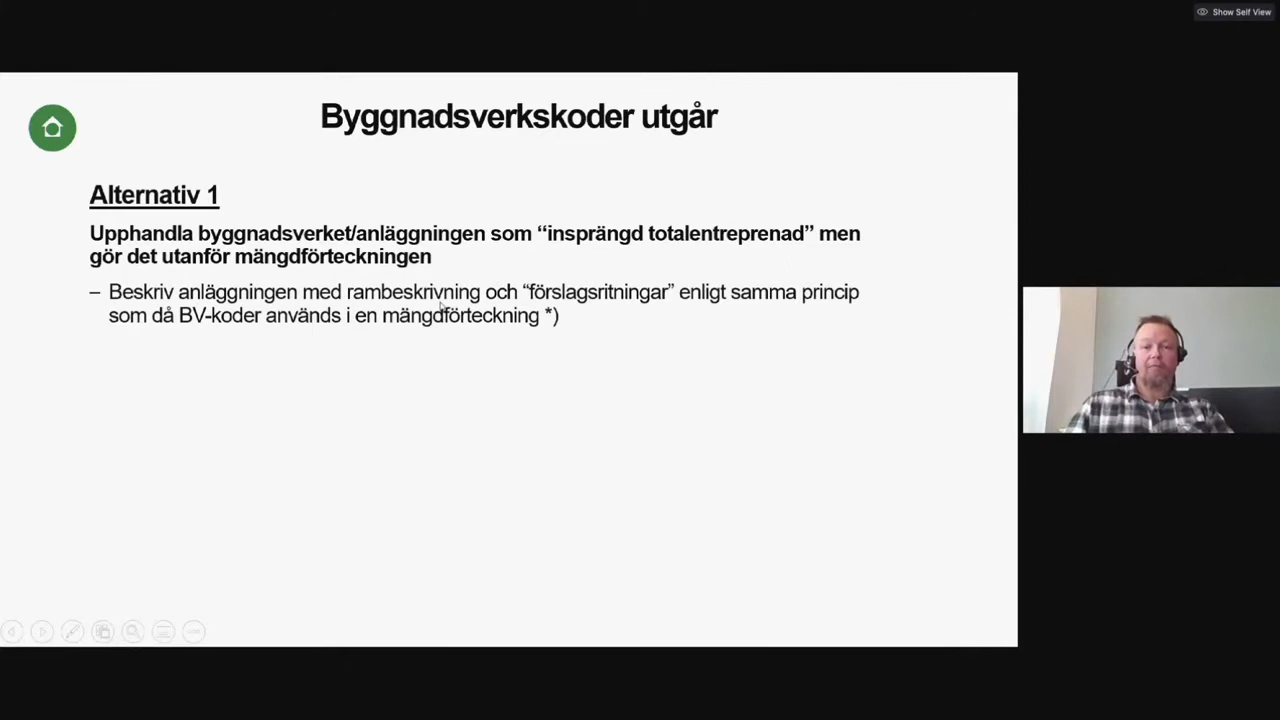 Show Self View
Byggnadsverkskoder utgår
Alternativ 1
Upphandla byggnadsverket/anläggningen som “insprängd totalentreprenad” men
gör det utanför mängdförteckningen
– Beskriv anläggningen med rambeskrivning och “förslagsritningar” enligt samma princip
som då BV-koder används i en mängdförteckning *)